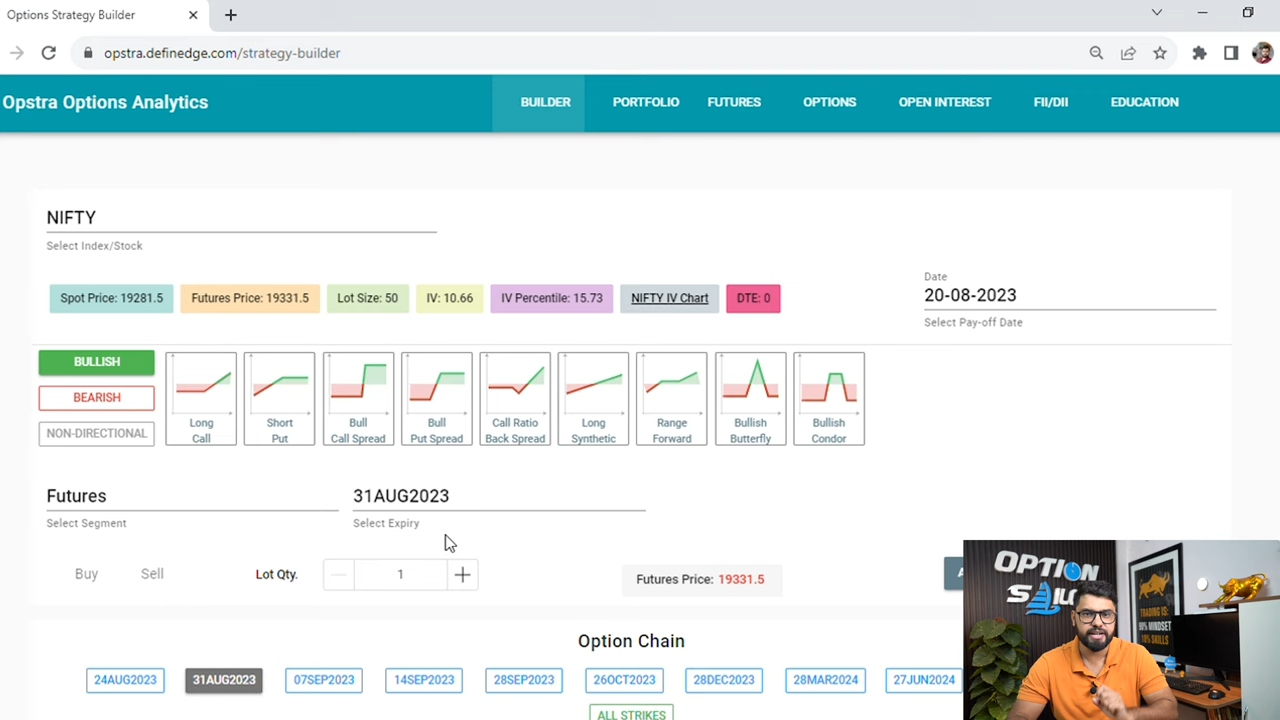 Options Strategy Builder
opstra.definedge.com/strategy-builder
Opstra Options Analytics
BUILDER
PORTFOLIO
FUTURES
OPTIONS
OPEN INTEREST
FII/DII
EDUCATION
NIFTY
Select Index/Stock
Spot Price: 19281.5
Futures Price: 19331.5
Lot Size: 50
IV: 10.66
IV Percentile: 15.73
NIFTY IV Chart
DTE: 0
Date
20-08-2023
Select Pay-off Date
BULLISH
BEARISH
NON-DIRECTIONAL
Long
Call
Short
Put
Bull
Call Spread
Bull
Put Spread
Call Ratio
Back Spread
Long
Synthetic
Range
Forward
Bullish
Butterfly
Bullish
Condor
Futures
Select Segment
31AUG2023
Select Expiry
Buy
Sell
Lot Qty.
1
Futures Price: 19331.5
Option Chain
24AUG2023
31AUG2023
07SEP2023
14SEP2023
28SEP2023
26OCT2023
28DEC2023
28MAR2024
27JUN2024
ALL STRIKES
OPTION
TRADING IS:
90% MINDSET
10% SKILLS